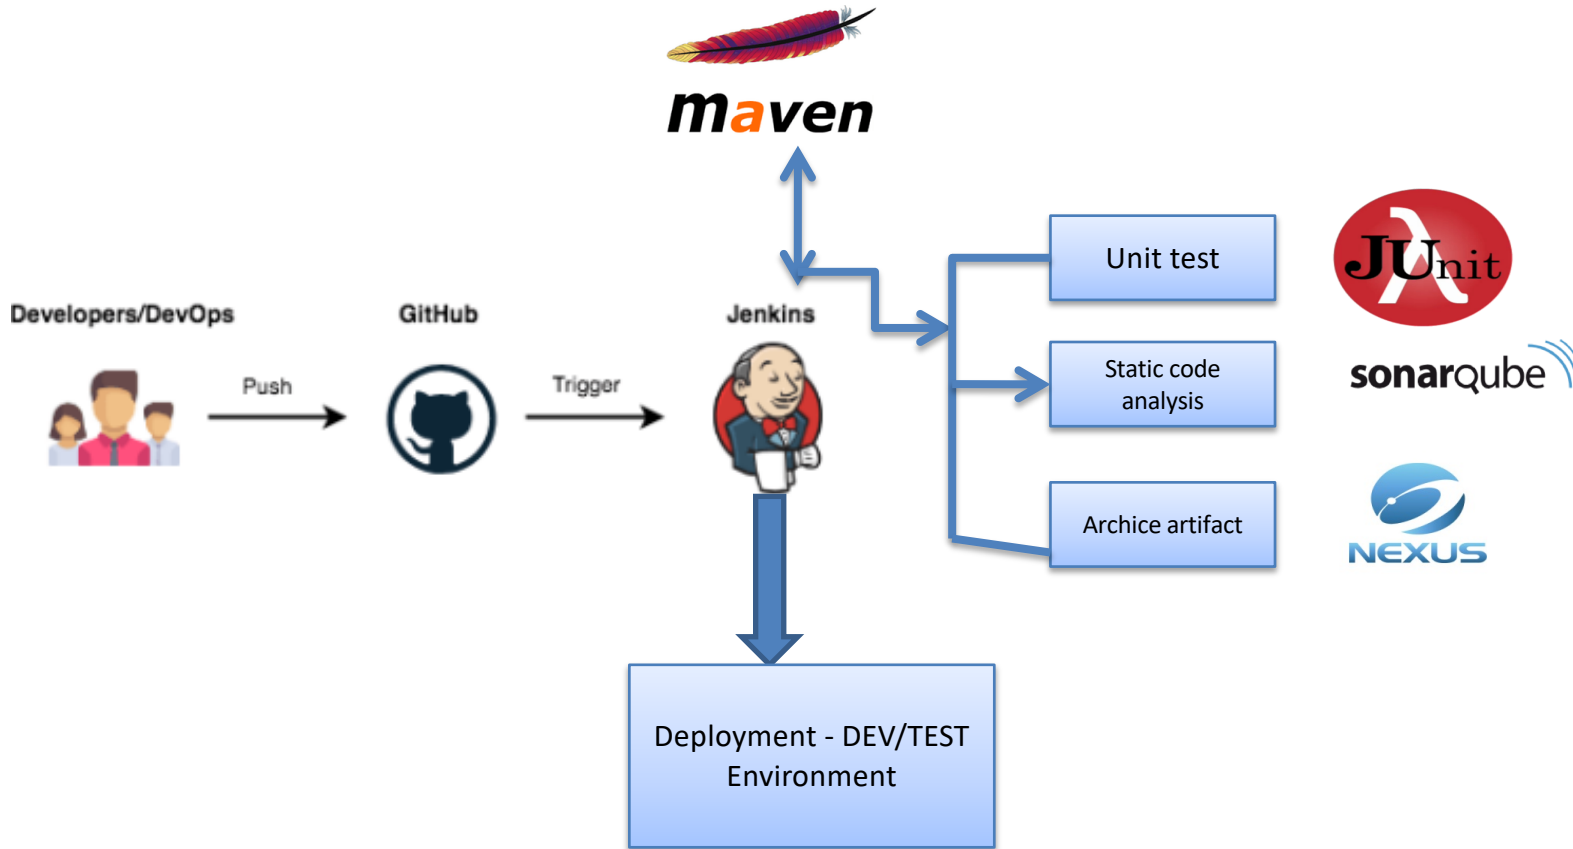 maven
Unit test
JUnit
Developers/DevOps
GitHub
Jenkins
Push
Trigger
Static code
analysis
sonarqube
Archice artifact
NEXUS
Deployment - DEV/TEST
Environment